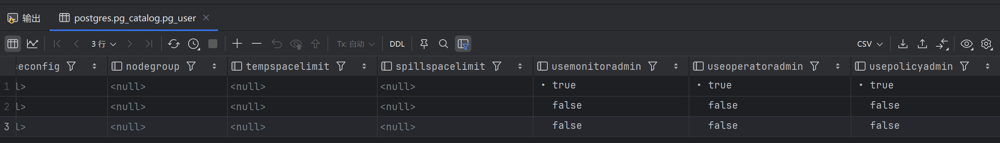 输出 postgres.pg_catalog.pg_user
3 行 Tx: 自动 DDL CSV
econfig nodegroup tempspacelimit spillspacelimit usemonitoradmin useoperatoradmin usepolicyadmin
1 l> <null> <null> <null> true true true
2 l> <null> <null> <null> false false false
3 l> <null> <null> <null> false false false